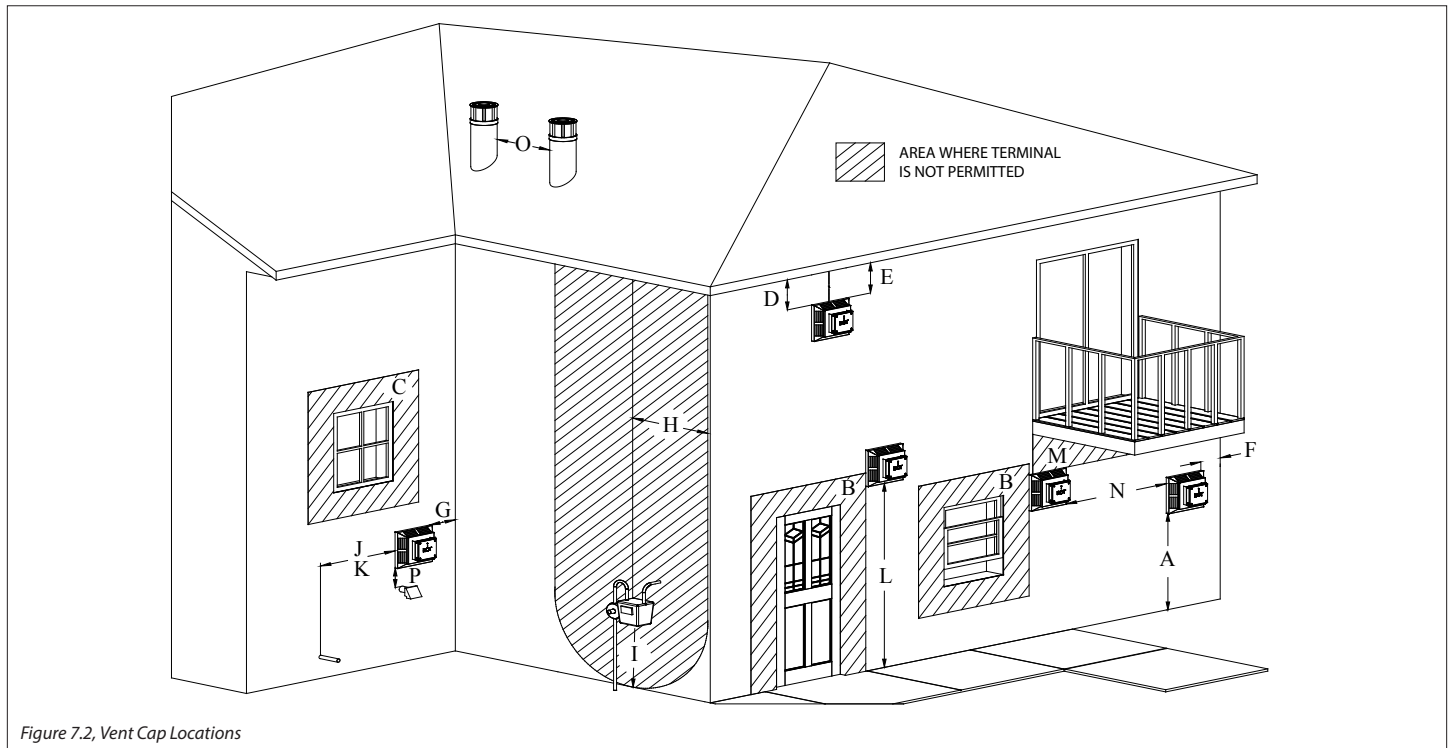 O
AREA WHERE TERMINAL
IS NOT PERMITTED
D
E
C
H
B
B
M
N
F
G
J
K
P
L
A
I
Figure 7.2, Vent Cap Locations